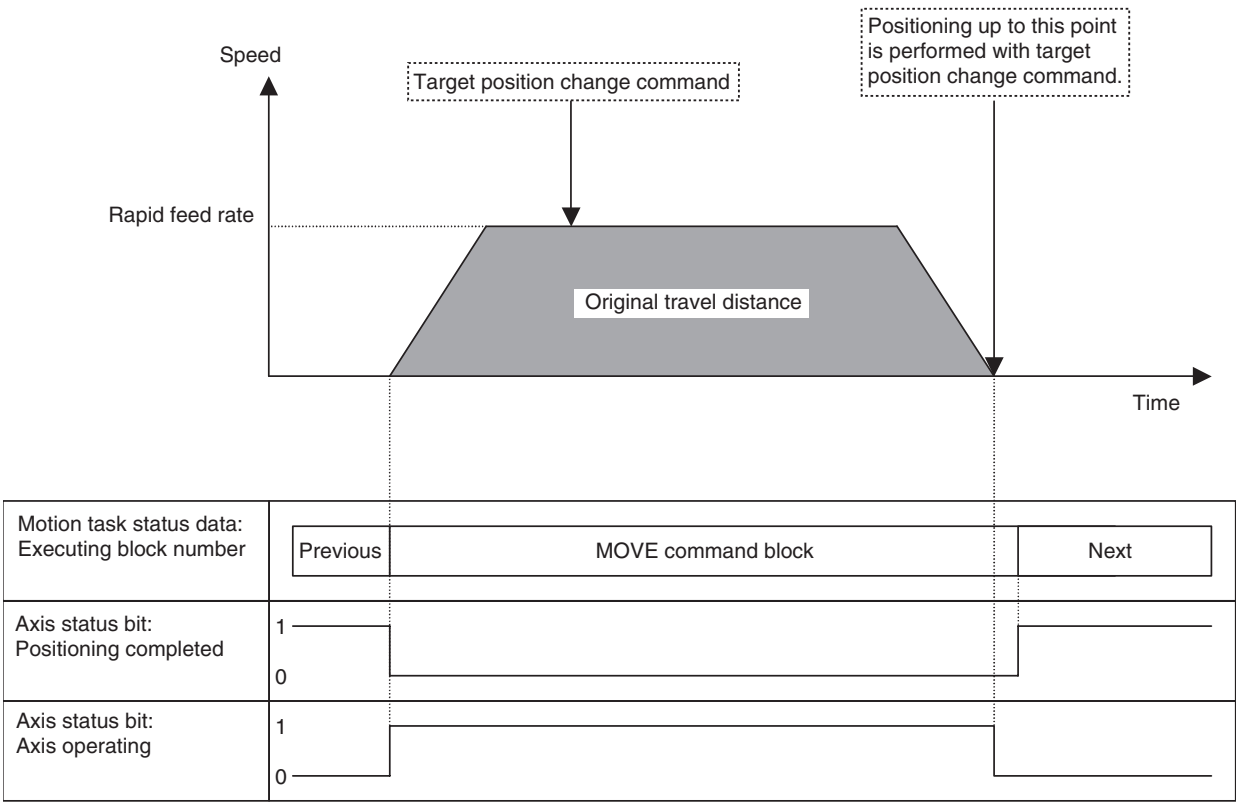 Positioning up to this point
is performed with target
position change command.
Speed
Target position change command
Rapid feed rate
Original travel distance
Time
Motion task status data:
Executing block number
Previous
MOVE command block
Next
Axis status bit:
Positioning completed
1
0
Axis status bit:
Axis operating
1
0